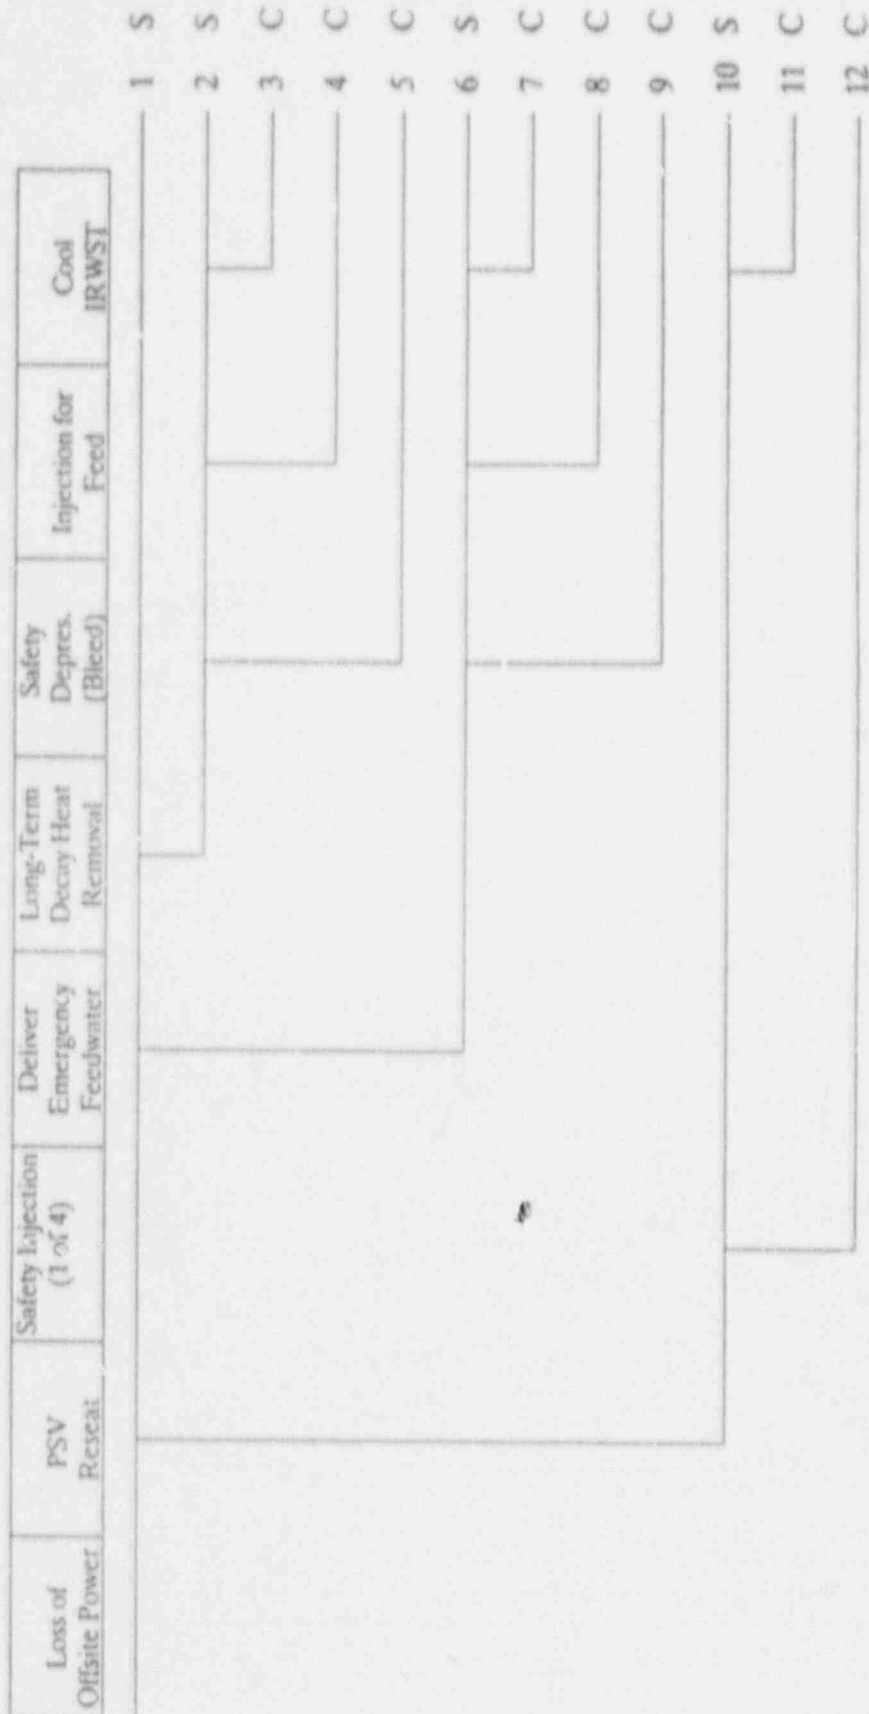 Loss of
Offsite Power
PSV
Reseat
Safety Injection
(1 of 4)
Deliver
Emergency
Feedwater
Long-Term
Decay Heat
Removal
Safety
Depres.
(Bleed)
Injection for
Feed
Cool
IRWST
1 S
2 S
3 C
4 C
5 C
6 S
7 C
8 C
9 C
10 S
11 C
12 C